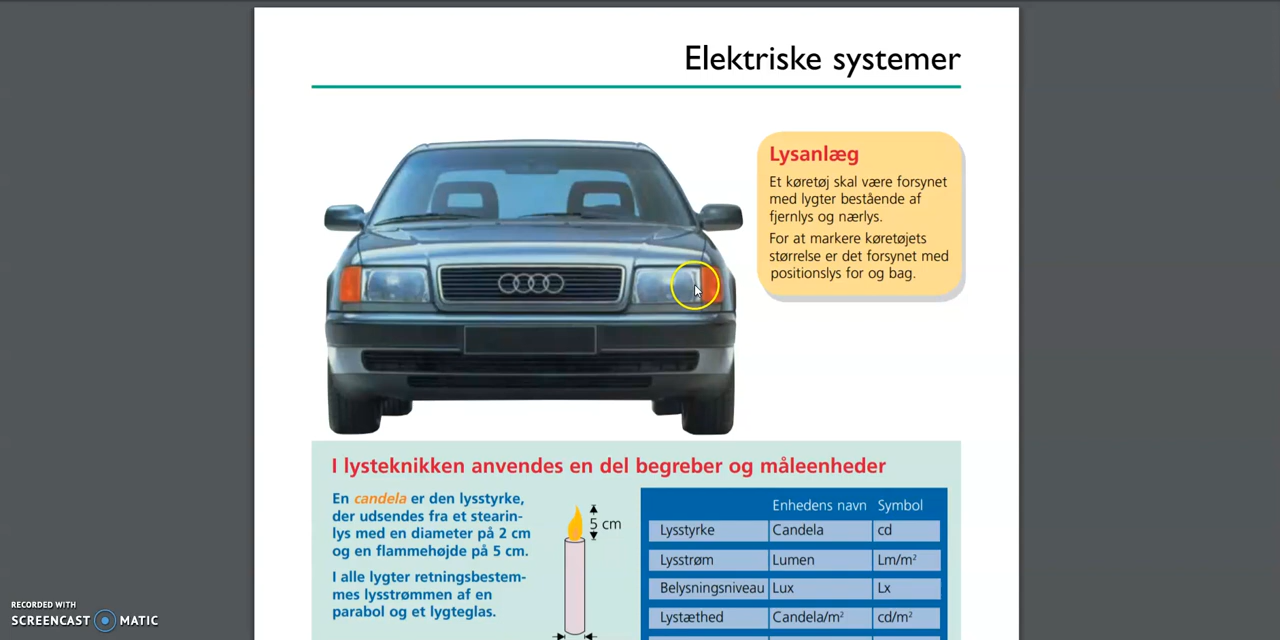 Elektriske systemer
Lysanlæg
Et køretøj skal være forsynet
med lygter bestående af
fjernlys og nærlys.
For at markere køretøjets
størrelse er det forsynet med
positionslys for og bag.
I lysteknikken anvendes en del begreber og måleenheder
En candela er den lysstyrke,
der udsendes fra et stearin-
lys med en diameter på 2 cm
og en flammehøjde på 5 cm.
I alle lygter retningsbestem-
mes lysstrømmen af en
parabol og et lygteglas.
5 cm
Enhedens navn Symbol
Lysstyrke Candela cd
Lysstrøm Lumen Lm/m²
Belysningsniveau Lux Lx
Lystæthed Candela/m² cd/m²
RECORDED WITH
SCREENCAST MATIC